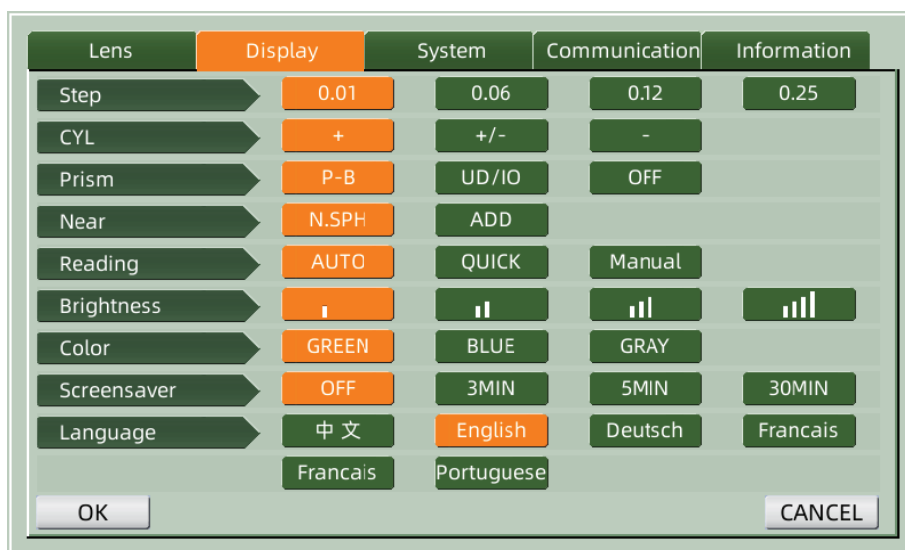 Lens Display System Communication Information
Step 0.01 0.06 0.12 0.25
CYL + +/- -
Prism P-B UD/IO OFF
Near N.SPH ADD
Reading AUTO QUICK Manual
Brightness
Color GREEN BLUE GRAY
Screensaver OFF 3MIN 5MIN 30MIN
Language 中文 English Deutsch Francais
Francais Portuguese
OK CANCEL